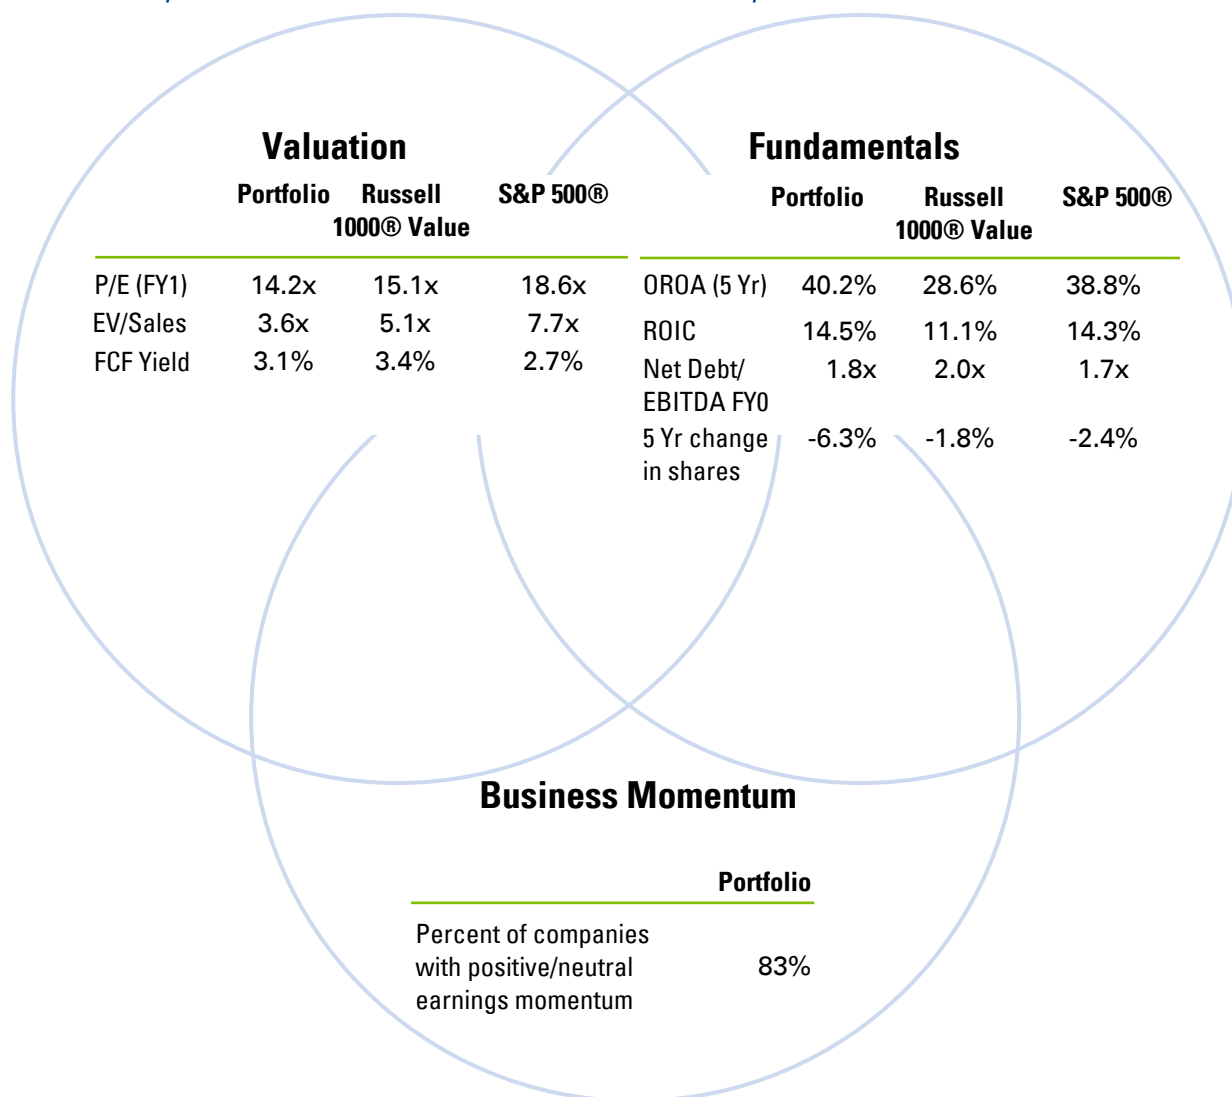 Valuation
Portfolio Russell S&P 500®
1000® Value
P/E (FY1) 14.2x 15.1x 18.6x
EV/Sales 3.6x 5.1x 7.7x
FCF Yield 3.1% 3.4% 2.7%
Fundamentals
Portfolio Russell S&P 500®
1000® Value
OROA (5 Yr) 40.2% 28.6% 38.8%
ROIC 14.5% 11.1% 14.3%
Net Debt/ 1.8x 2.0x 1.7x
EBITDA FY0
5 Yr change -6.3% -1.8% -2.4%
in shares
Business Momentum
Portfolio
Percent of companies
with positive/neutral 83%
earnings momentum